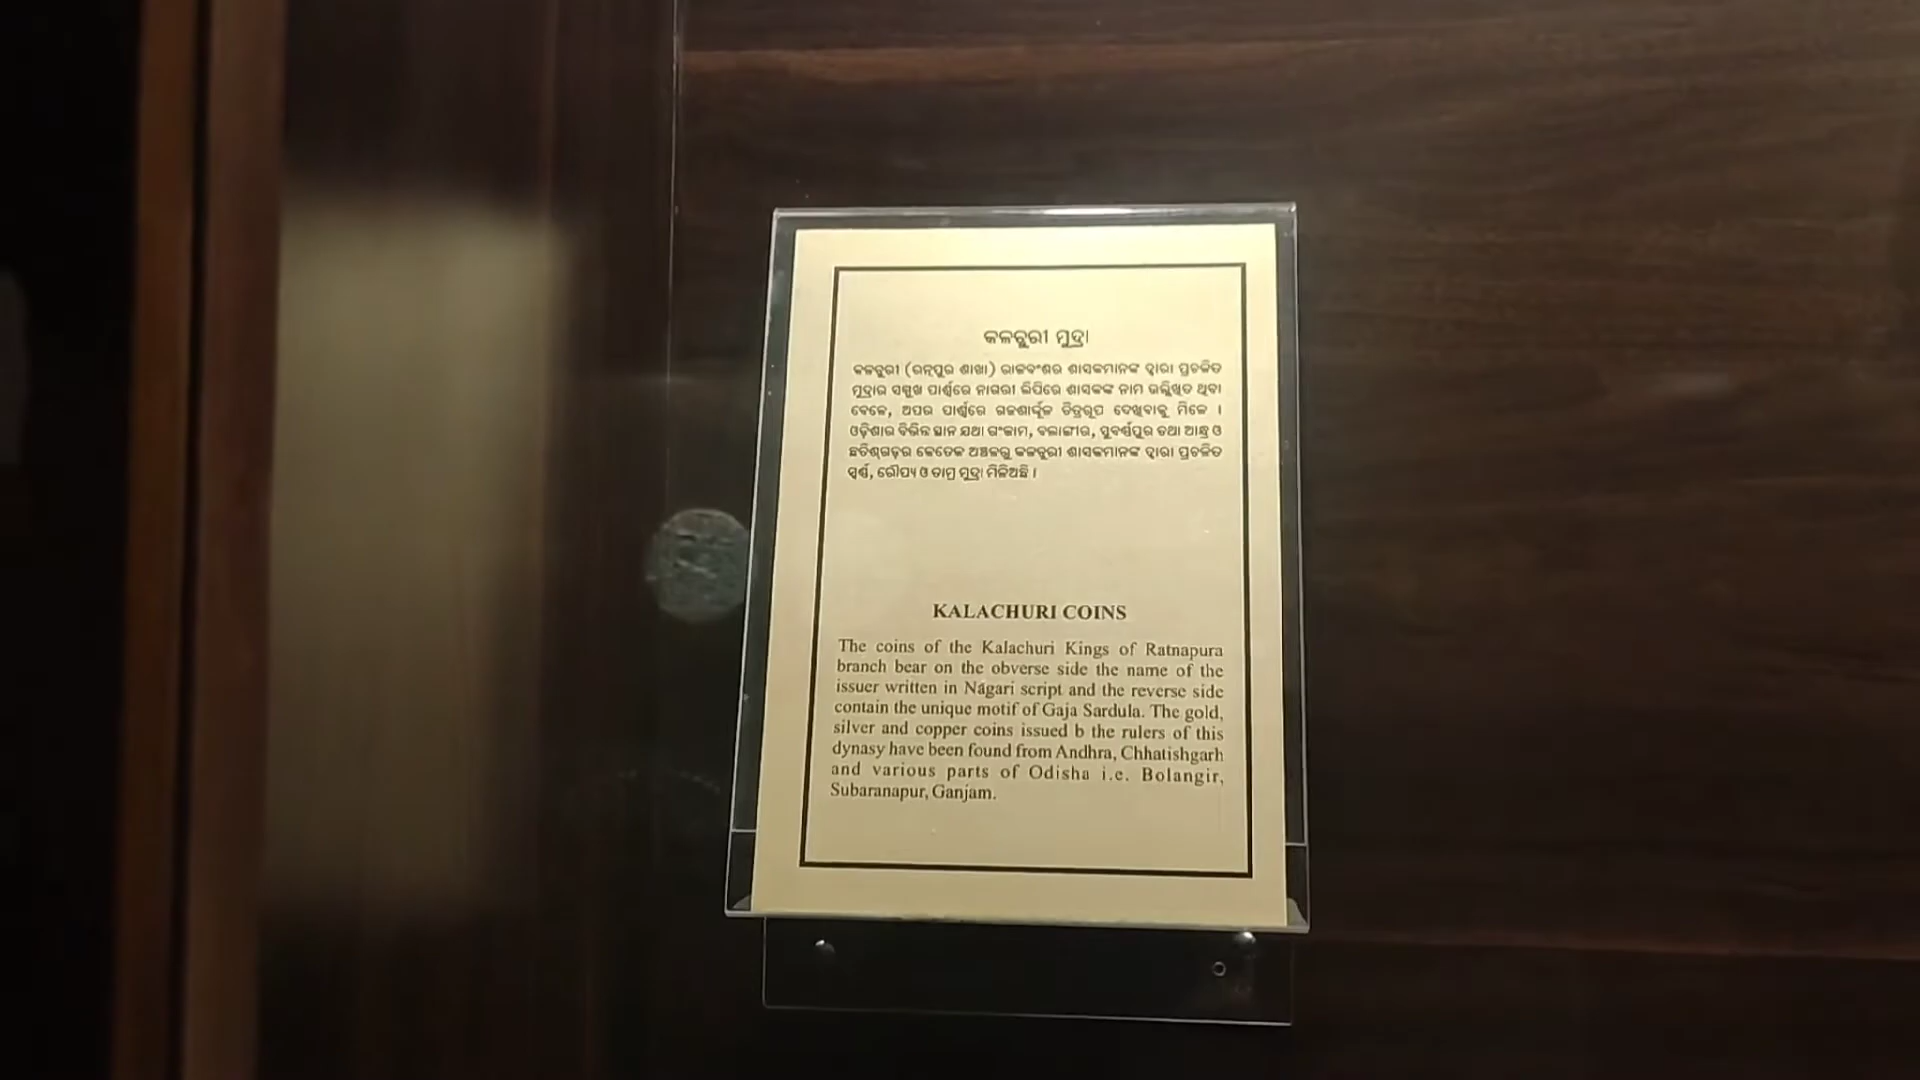 କଳଚୁରୀ ମୁଦ୍ରା
କଳଚୁରୀ (ରତ୍ନପୁର ଶାଖା) ରାଜବଂଶର ଶାସକମାନଙ୍କ ଦ୍ୱାରା ପ୍ରଚଳିତ
ମୁଦ୍ରାର ସମ୍ମୁଖ ପାର୍ଶ୍ୱରେ ନାଗରୀ ଲିପିରେ ଶାସକଙ୍କ ନାମ ଉଲ୍ଲିଖିତ ଥିବା
ବେଳେ, ଅପର ପାର୍ଶ୍ୱରେ ଗଜଶାର୍ଦ୍ଦୂଳ ଚିତ୍ରରୂପ ଦେଖିବାକୁ ମିଳେ ।
ଓଡ଼ିଶାର ବିଭିନ୍ନ ସ୍ଥାନ ଯଥା ଗଂଜାମ, ବଲାଙ୍ଗୀର, ସୁବର୍ଣ୍ଣପୁର ତଥା ଆନ୍ଧ୍ର ଓ
ଛତିଶ୍‌ଗଡ଼ର କେତେକ ଅଞ୍ଚଳରୁ କଳଚୁରୀ ଶାସକମାନଙ୍କ ଦ୍ୱାରା ପ୍ରଚଳିତ
ସ୍ୱର୍ଣ୍ଣ, ରୌପ୍ୟ ଓ ତାମ୍ର ମୁଦ୍ରା ମିଳିଅଛି ।
KALACHURI COINS
The coins of the Kalachuri Kings of Ratnapura
branch bear on the obverse side the name of the
issuer written in Nāgari script and the reverse side
contain the unique motif of Gaja Sardula. The gold,
silver and copper coins issued b the rulers of this
dynasy have been found from Andhra, Chhatishgarh
and various parts of Odisha i.e. Bolangir,
Subaranapur, Ganjam.